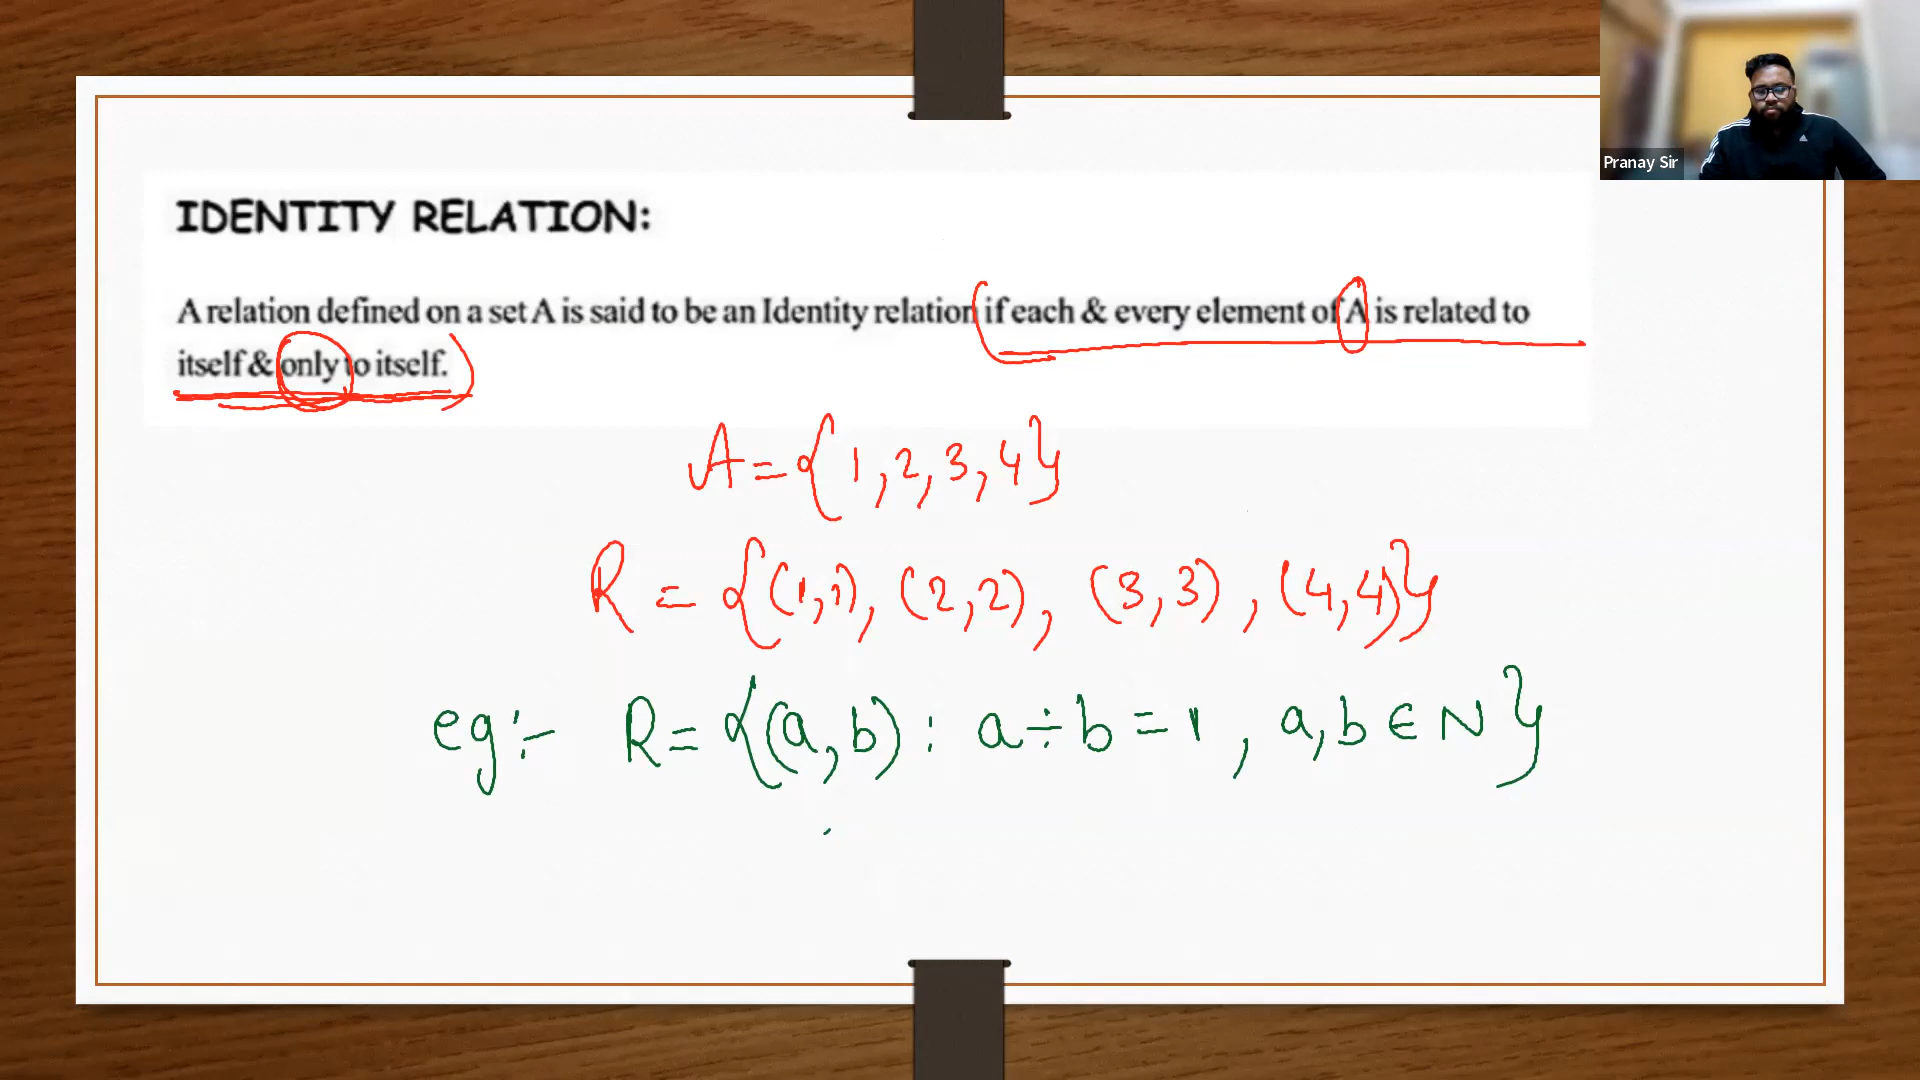 Pranay Sir
IDENTITY RELATION:
A relation defined on a set A is said to be an Identity relation if each & every element of A is related to
itself & only to itself.
A = {1, 2, 3, 4}
R = {(1,1), (2,2), (3,3), (4,4)}
eg:- R = {(a, b) : a ÷ b = 1, a, b ∈ N}